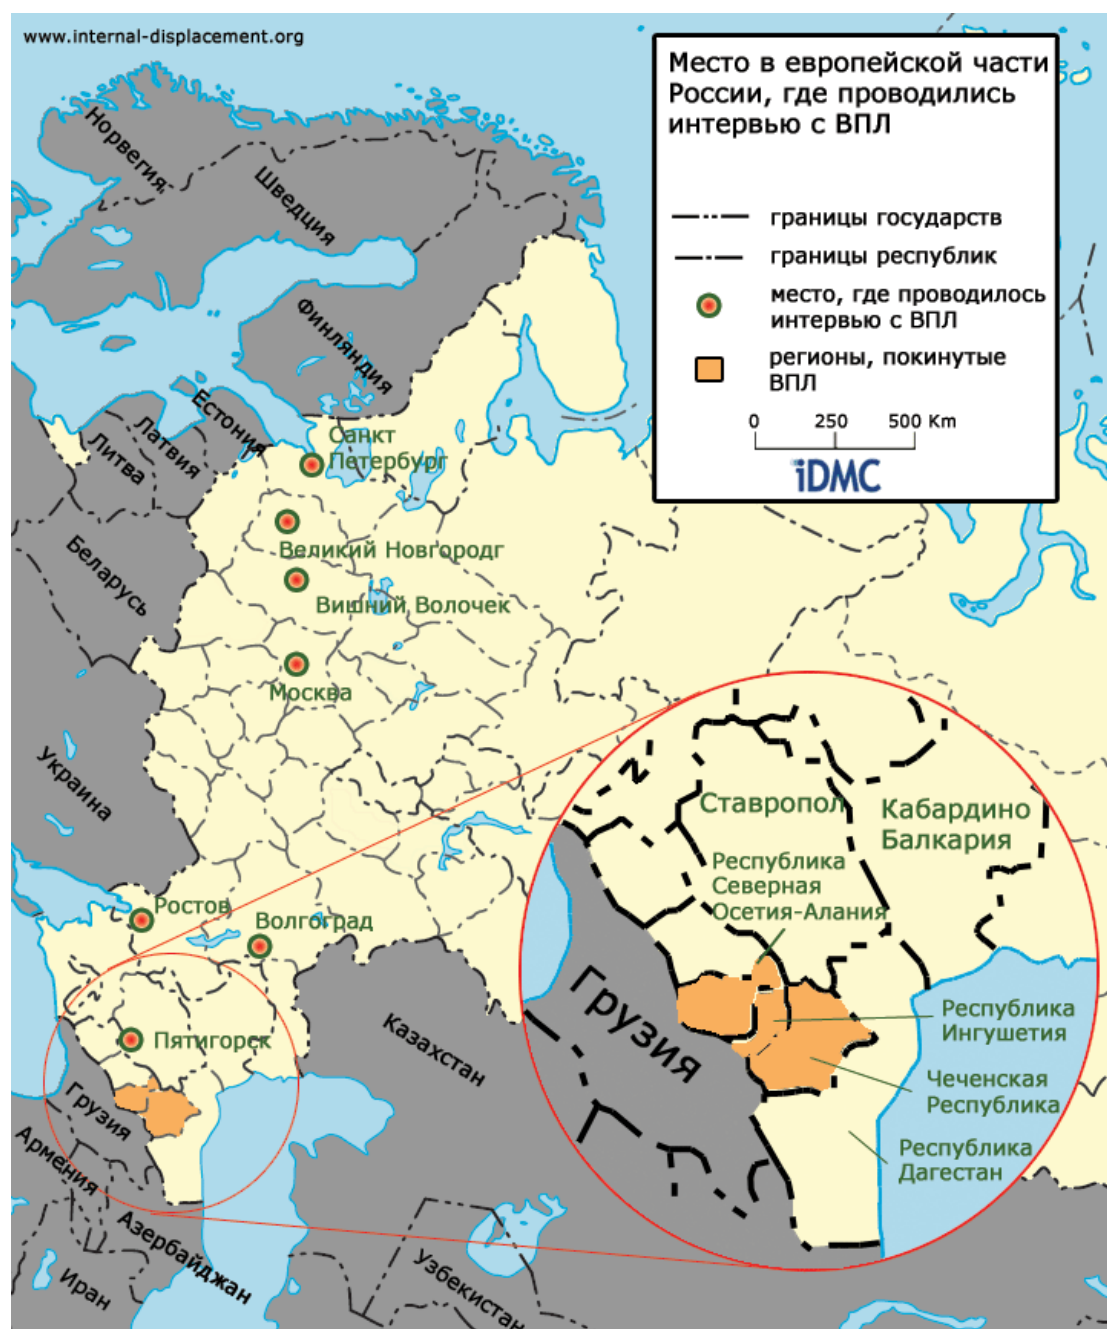 www.internal-displacement.org
Место в европейской части
России, где проводились
интервью с ВПЛ
границы государств
границы республик
место, где проводилось
интервью с ВПЛ
регионы, покинутые
ВПЛ
0 250 500 Km
iDMC
Норвегия
Швеция
Финляндия
Естония
Латвия
Литва
Беларусь
Украина
Санкт
Петербург
Великий Новгородг
Вишний Волочек
Москва
Ростов
Волгоград
Пятигорск
Казахстан
Грузия
Армения
Азербайджан
Иран
Узбекистан
Ставропол
Кабардино
Балкария
Республика
Северная
Осетия-Алания
Грузия
Республика
Ингушетия
Чеченская
Республика
Республика
Дагестан